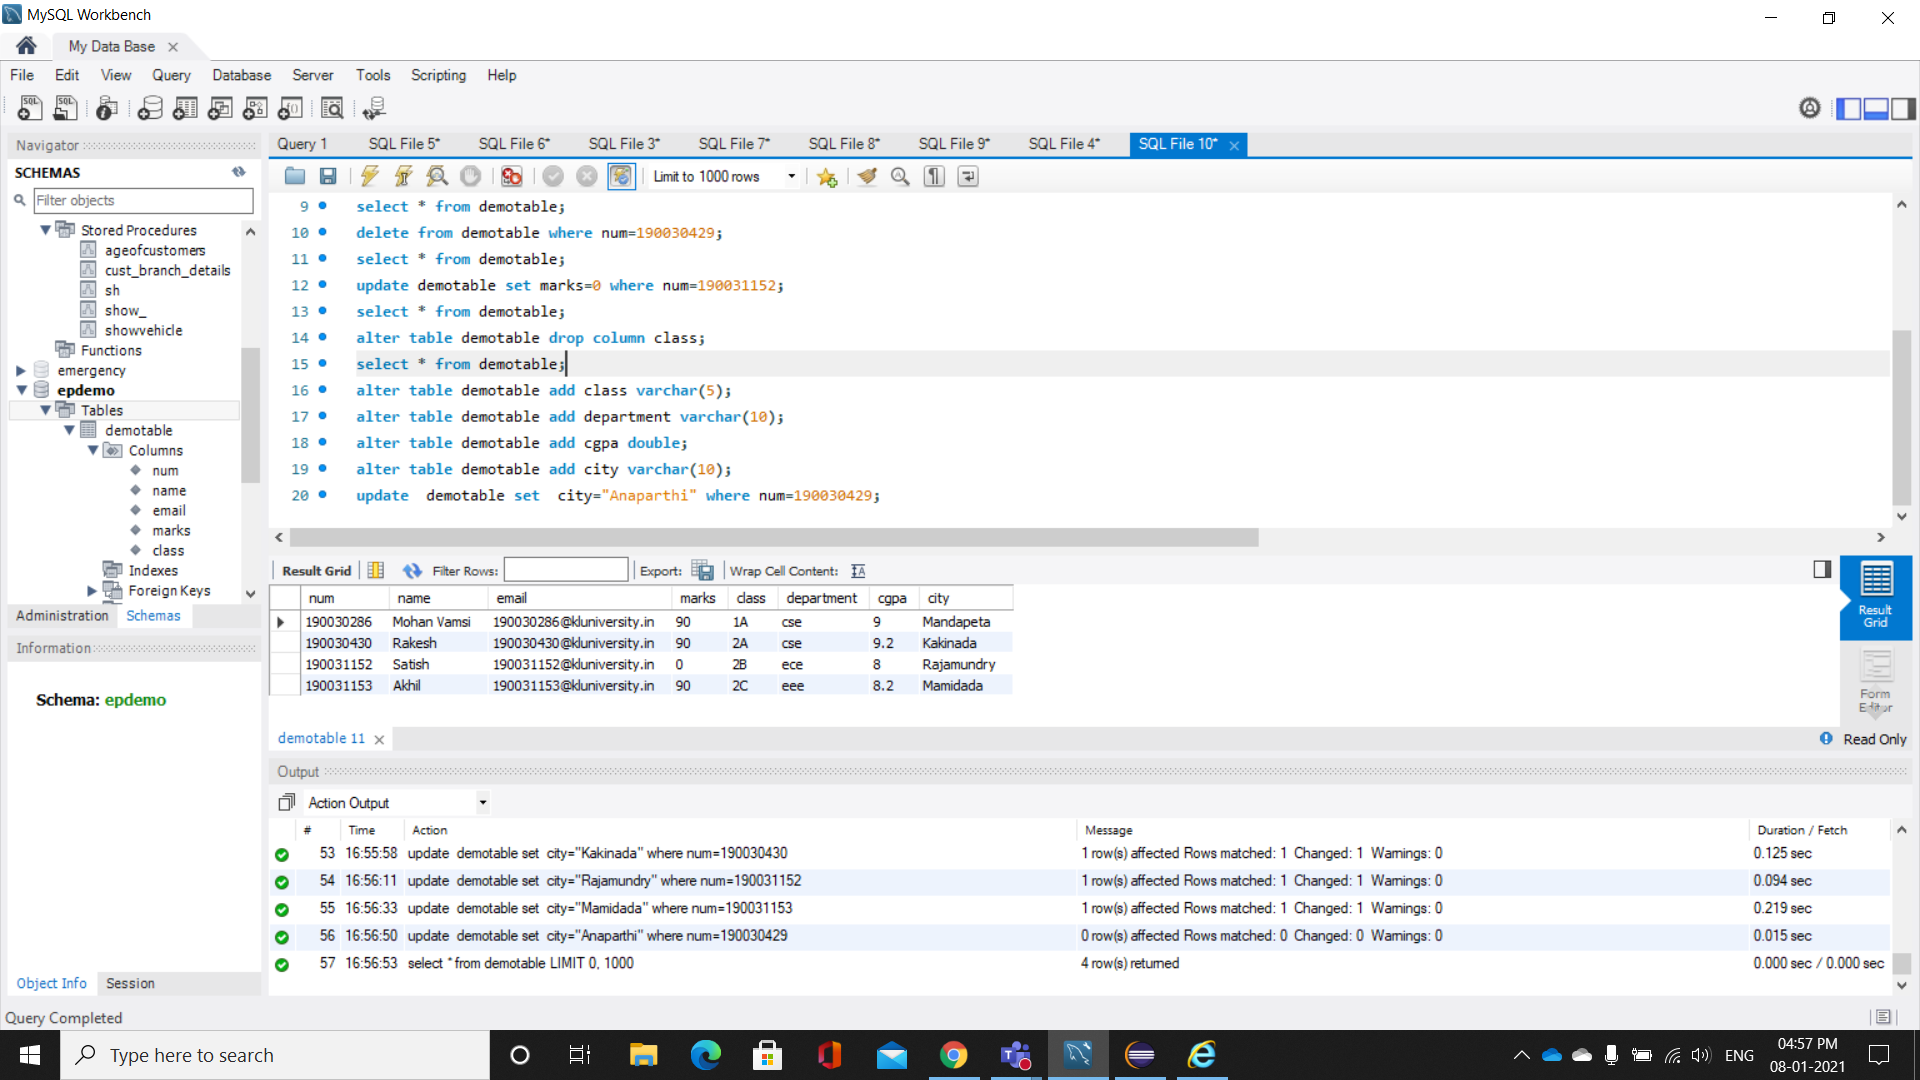 MySQL Workbench
My Data Base
File Edit View Query Database Server Tools Scripting Help
Navigator
SCHEMAS
Filter objects
Stored Procedures
ageofcustomers
cust_branch_details
sh
show_
showvehicle
Functions
emergency
epdemo
Tables
demotable
Columns
num
name
email
marks
class
Indexes
Foreign Keys
Administration Schemas
Information
Schema: epdemo
Object Info Session
Query 1 SQL File 5* SQL File 6* SQL File 3* SQL File 7* SQL File 8* SQL File 9* SQL File 4* SQL File 10*
Limit to 1000 rows
9 select * from demotable;
10 delete from demotable where num=190030429;
11 select * from demotable;
12 update demotable set marks=0 where num=190031152;
13 select * from demotable;
14 alter table demotable drop column class;
15 select * from demotable;
16 alter table demotable add class varchar(5);
17 alter table demotable add department varchar(10);
18 alter table demotable add cgpa double;
19 alter table demotable add city varchar(10);
20 update  demotable set  city="Anaparthi" where num=190030429;
Result Grid Filter Rows: Export: Wrap Cell Content:
num name email marks class department cgpa city
190030286 Mohan Vamsi 190030286@kluniversity.in 90 1A cse 9 Mandapeta
190030430 Rakesh 190030430@kluniversity.in 90 2A cse 9.2 Kakinada
190031152 Satish 190031152@kluniversity.in 0 2B ece 8 Rajamundry
190031153 Akhil 190031153@kluniversity.in 90 2C eee 8.2 Mamidada
Result
Grid
Form
Editor
demotable 11
Read Only
Output
Action Output
# Time Action Message Duration / Fetch
53 16:55:58 update  demotable set  city="Kakinada" where num=190030430 1 row(s) affected Rows matched: 1  Changed: 1  Warnings: 0 0.125 sec
54 16:56:11 update  demotable set  city="Rajamundry" where num=190031152 1 row(s) affected Rows matched: 1  Changed: 1  Warnings: 0 0.094 sec
55 16:56:33 update  demotable set  city="Mamidada" where num=190031153 1 row(s) affected Rows matched: 1  Changed: 1  Warnings: 0 0.219 sec
56 16:56:50 update  demotable set  city="Anaparthi" where num=190030429 0 row(s) affected Rows matched: 0  Changed: 0  Warnings: 0 0.015 sec
57 16:56:53 select * from demotable LIMIT 0, 1000 4 row(s) returned 0.000 sec / 0.000 sec
Query Completed
Type here to search
ENG
04:57 PM
08-01-2021